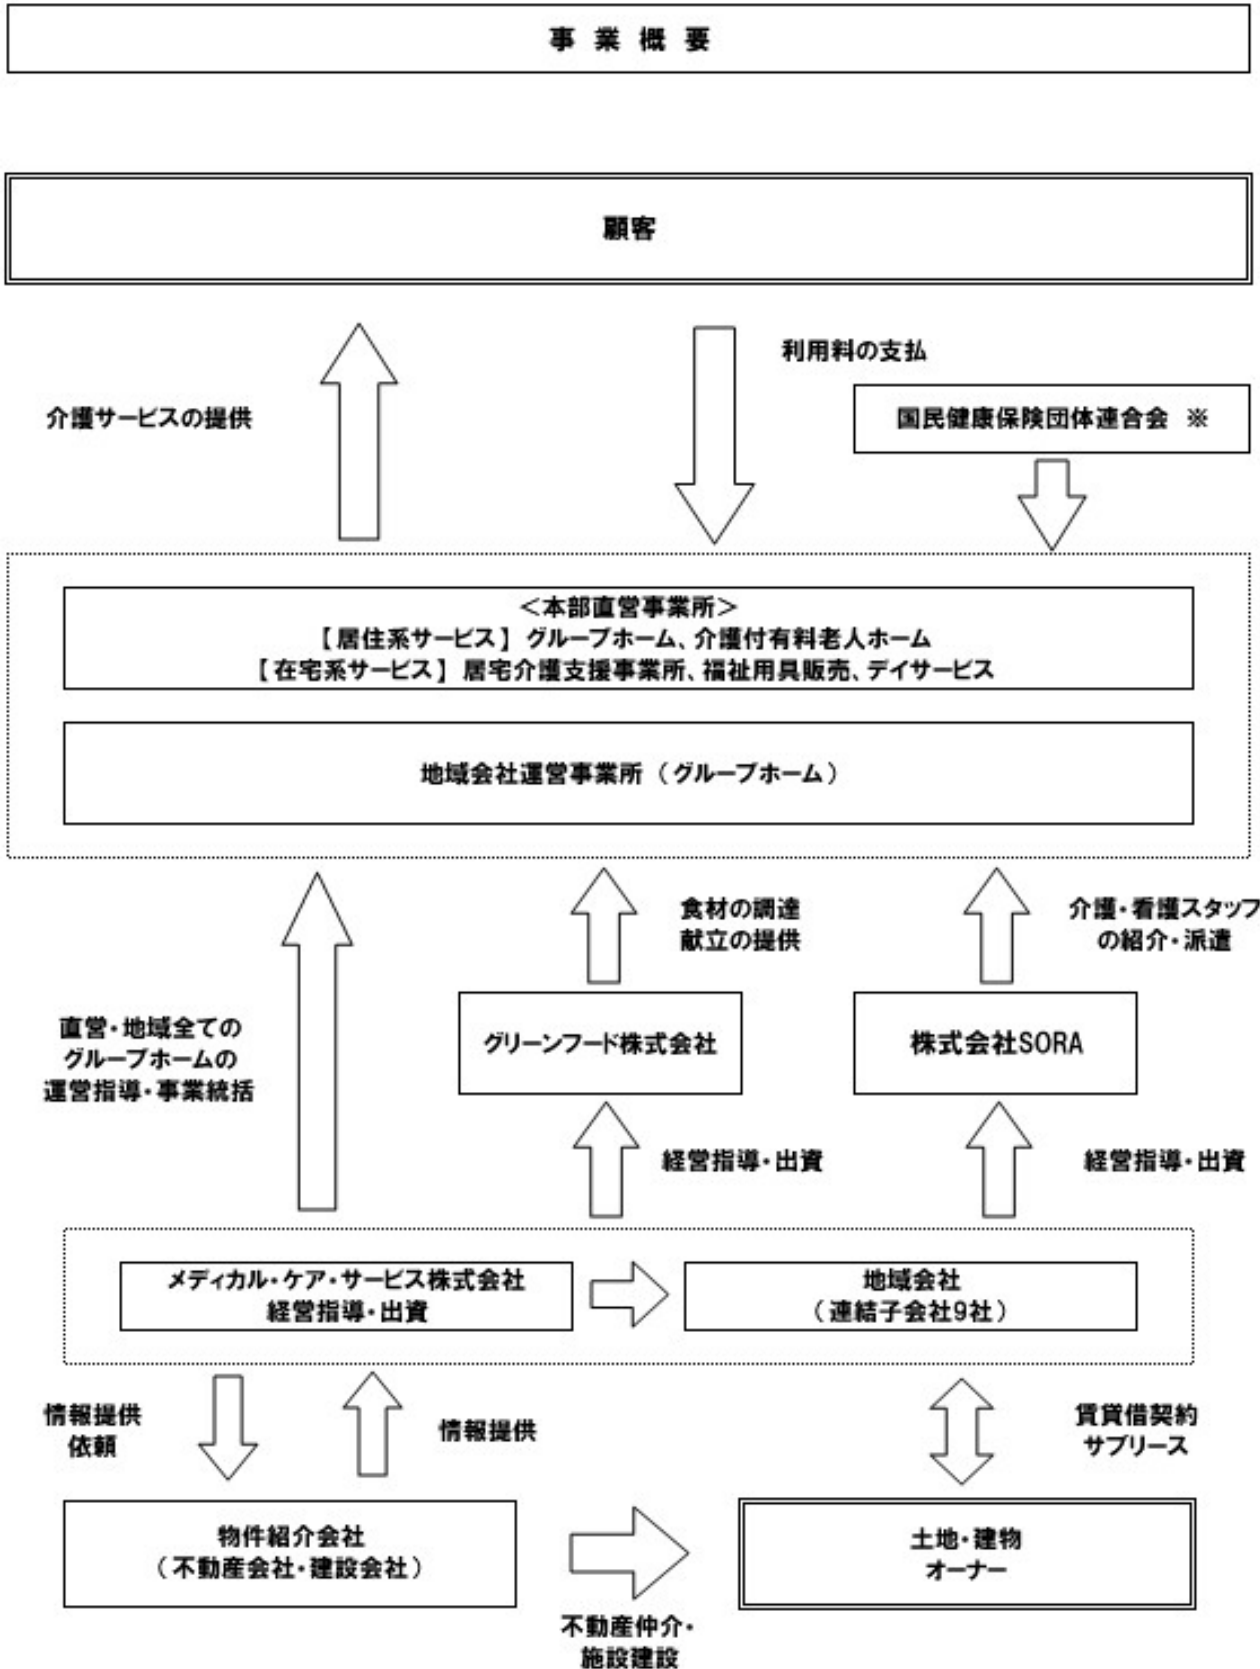 事業概要
顧客
利用料の支払
介護サービスの提供
国民健康保険団体連合会 ※
＜本部直営事業所＞
【居住系サービス】 グループホーム、介護付有料老人ホーム
【在宅系サービス】 居宅介護支援事業所、福祉用具販売、デイサービス
地域会社運営事業所（グループホーム）
食材の調達
献立の提供
介護・看護スタッフ
の紹介・派遣
直営・地域全ての
グループホームの
運営指導・事業統括
グリーンフード株式会社
株式会社SORA
経営指導・出資
経営指導・出資
メディカル・ケア・サービス株式会社
経営指導・出資
地域会社
（連結子会社9社）
情報提供
依頼
情報提供
賃貸借契約
サブリース
物件紹介会社
（不動産会社・建設会社）
土地・建物
オーナー
不動産仲介・
施設建設